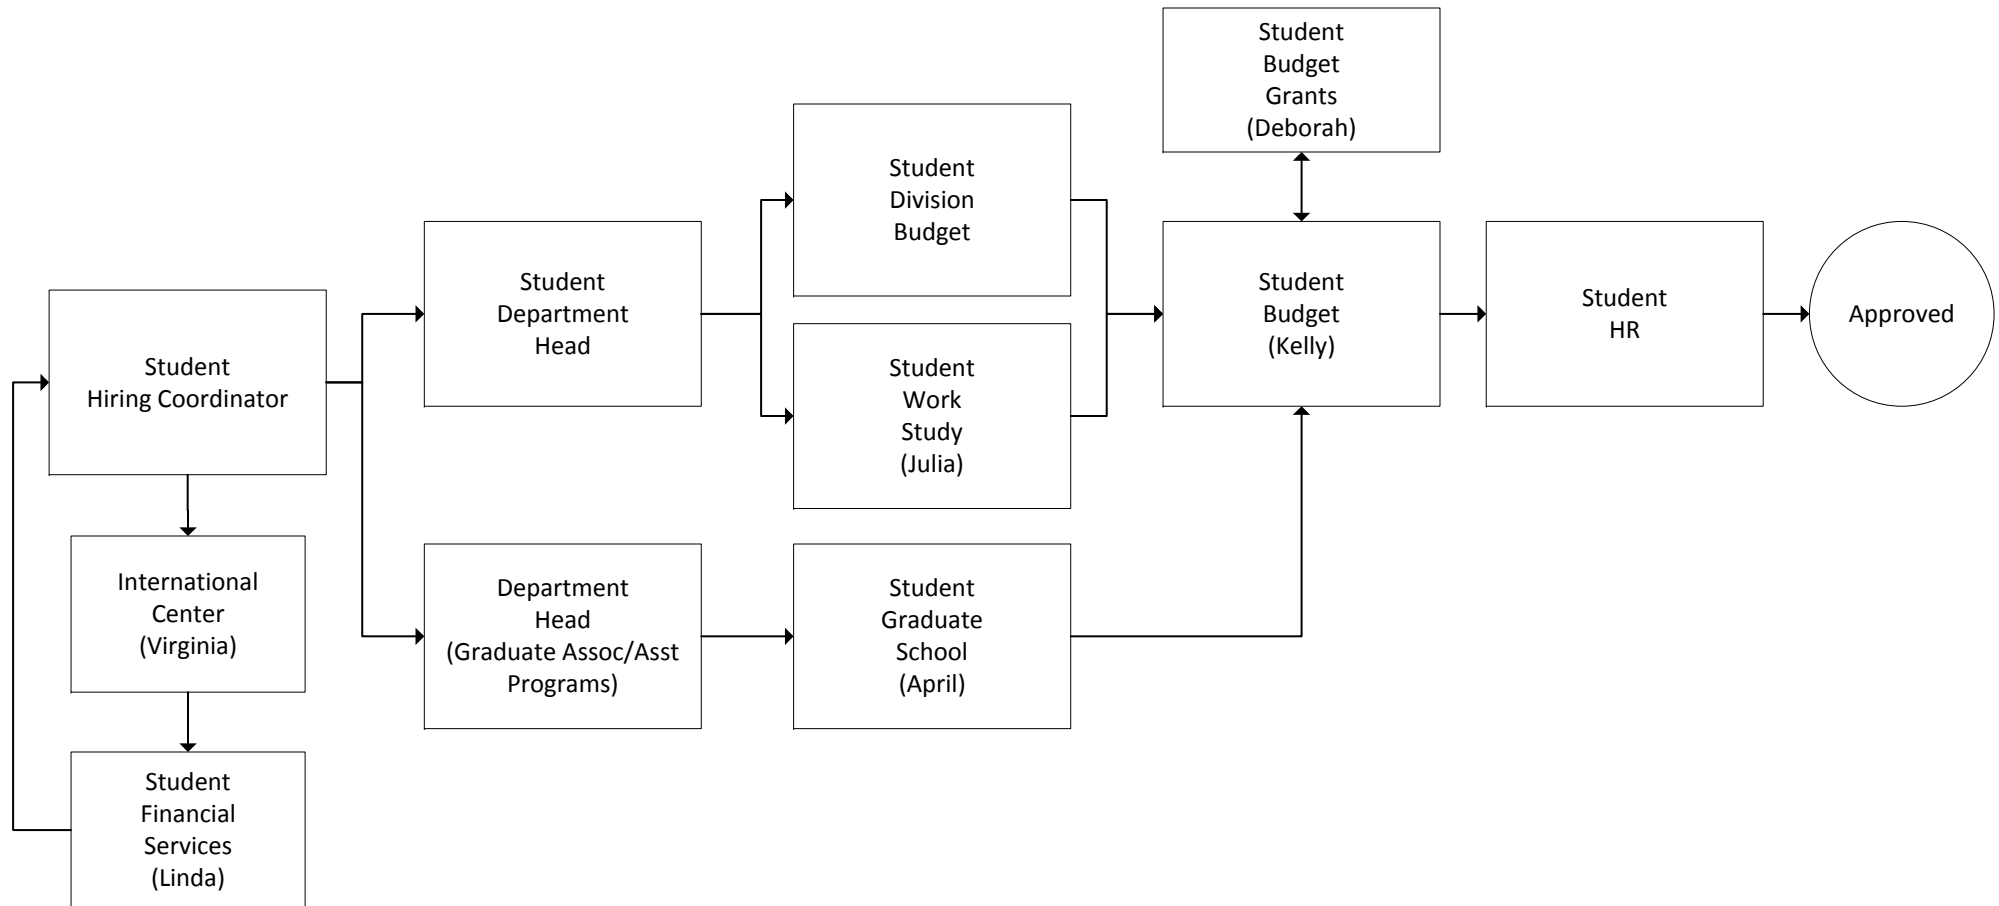 Student
Budget
Grants
(Deborah)
Student
Division
Budget
Student
Department
Head
Student
Budget
(Kelly)
Student
HR
Approved
Student
Hiring Coordinator
Student
Work
Study
(Julia)
International
Center
(Virginia)
Department
Head
(Graduate Assoc/Asst
Programs)
Student
Graduate
School
(April)
Student
Financial
Services
(Linda)